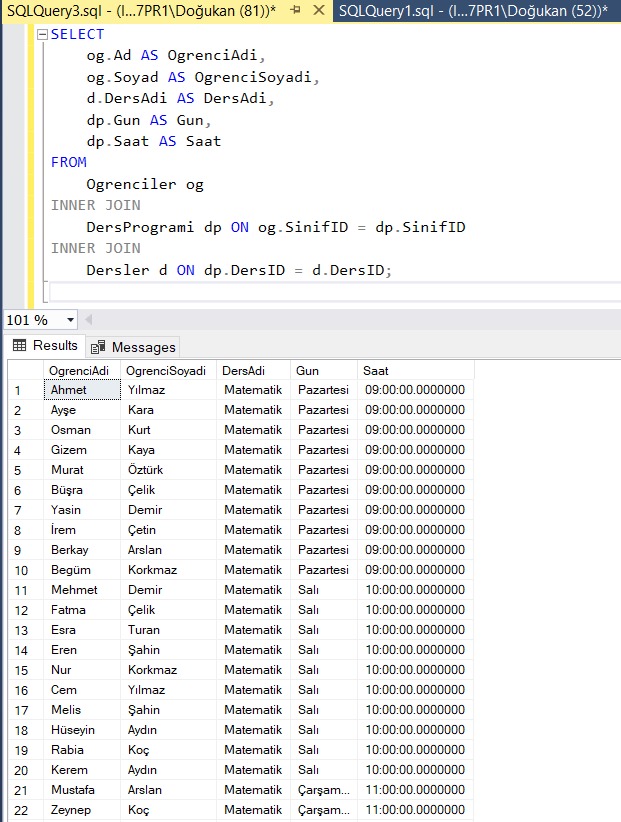 SQLQuery3.sql - (l...7PR1\Doğukan (81))* SQLQuery1.sql - (l...7PR1\Doğukan (52))*
SELECT
og.Ad AS OgrenciAdi,
og.Soyad AS OgrenciSoyadi,
d.DersAdi AS DersAdi,
dp.Gun AS Gun,
dp.Saat AS Saat
FROM
Ogrenciler og
INNER JOIN
DersProgrami dp ON og.SinifID = dp.SinifID
INNER JOIN
Dersler d ON dp.DersID = d.DersID;
101 %
Results Messages
OgrenciAdi OgrenciSoyadi DersAdi Gun Saat
1 Ahmet Yılmaz Matematik Pazartesi 09:00:00.0000000
2 Ayşe Kara Matematik Pazartesi 09:00:00.0000000
3 Osman Kurt Matematik Pazartesi 09:00:00.0000000
4 Gizem Kaya Matematik Pazartesi 09:00:00.0000000
5 Murat Öztürk Matematik Pazartesi 09:00:00.0000000
6 Büşra Çelik Matematik Pazartesi 09:00:00.0000000
7 Yasin Demir Matematik Pazartesi 09:00:00.0000000
8 İrem Çetin Matematik Pazartesi 09:00:00.0000000
9 Berkay Arslan Matematik Pazartesi 09:00:00.0000000
10 Begüm Korkmaz Matematik Pazartesi 09:00:00.0000000
11 Mehmet Demir Matematik Salı 10:00:00.0000000
12 Fatma Çelik Matematik Salı 10:00:00.0000000
13 Esra Turan Matematik Salı 10:00:00.0000000
14 Eren Şahin Matematik Salı 10:00:00.0000000
15 Nur Korkmaz Matematik Salı 10:00:00.0000000
16 Cem Yılmaz Matematik Salı 10:00:00.0000000
17 Melis Şahin Matematik Salı 10:00:00.0000000
18 Hüseyin Aydın Matematik Salı 10:00:00.0000000
19 Rabia Koç Matematik Salı 10:00:00.0000000
20 Kerem Aydın Matematik Salı 10:00:00.0000000
21 Mustafa Arslan Matematik Çarşam... 11:00:00.0000000
22 Zeynep Koç Matematik Çarşam... 11:00:00.0000000